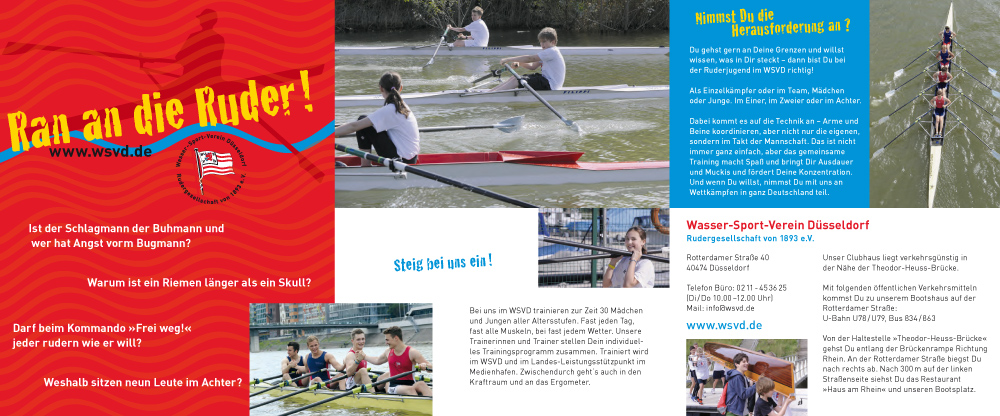 Ran an die Ruder!
www.wsvd.de
Wasser-Sport-Verein Düsseldorf
Rudergesellschaft von 1893 e.V.
Ist der Schlagmann der Buhmann und
wer hat Angst vorm Bugmann?
Warum ist ein Riemen länger als ein Skull?
Darf beim Kommando »Frei weg!«
jeder rudern wie er will?
Weshalb sitzen neun Leute im Achter?
Steig bei uns ein!
Bei uns im WSVD trainieren zur Zeit 30 Mädchen
und Jungen aller Altersstufen. Fast jeden Tag,
fast alle Muskeln, bei fast jedem Wetter. Unsere
Trainerinnen und Trainer stellen Dein individuel-
les Trainingsprogramm zusammen. Trainiert wird
im WSVD und im Landes-Leistungsstützpunkt im
Medienhafen. Zwischendurch geht's auch in den
Kraftraum und an das Ergometer.
Nimmst Du die
Herausforderung an ?
Du gehst gern an Deine Grenzen und willst
wissen, was in Dir steckt – dann bist Du bei
der Ruderjugend im WSVD richtig!
Als Einzelkämpfer oder im Team, Mädchen
oder Junge. Im Einer, im Zweier oder im Achter.
Dabei kommt es auf die Technik an – Arme und
Beine koordinieren, aber nicht nur die eigenen,
sondern im Takt der Mannschaft. Das ist nicht
immer ganz einfach, aber das gemeinsame
Training macht Spaß und bringt Dir Ausdauer
und Muckis und fördert Deine Konzentration.
Und wenn Du willst, nimmst Du mit uns an
Wettkämpfen in ganz Deutschland teil.
Wasser-Sport-Verein Düsseldorf
Rudergesellschaft von 1893 e.V.
Rotterdamer Straße 40
40474 Düsseldorf
Telefon Büro: 02 11 - 45 36 25
(Di/Do 10.00 –12.00 Uhr)
Mail: info@wsvd.de
www.wsvd.de
Unser Clubhaus liegt verkehrsgünstig in
der Nähe der Theodor-Heuss-Brücke.
Mit folgenden öffentlichen Verkehrsmitteln
kommst Du zu unserem Bootshaus auf der
Rotterdamer Straße:
U-Bahn U78/U79, Bus 834/863
Von der Haltestelle »Theodor-Heuss-Brücke«
gehst Du entlang der Brückenrampe Richtung
Rhein. An der Rotterdamer Straße biegst Du
nach rechts ab. Nach 300 m auf der linken
Straßenseite siehst Du das Restaurant
»Haus am Rhein« und unseren Bootsplatz.